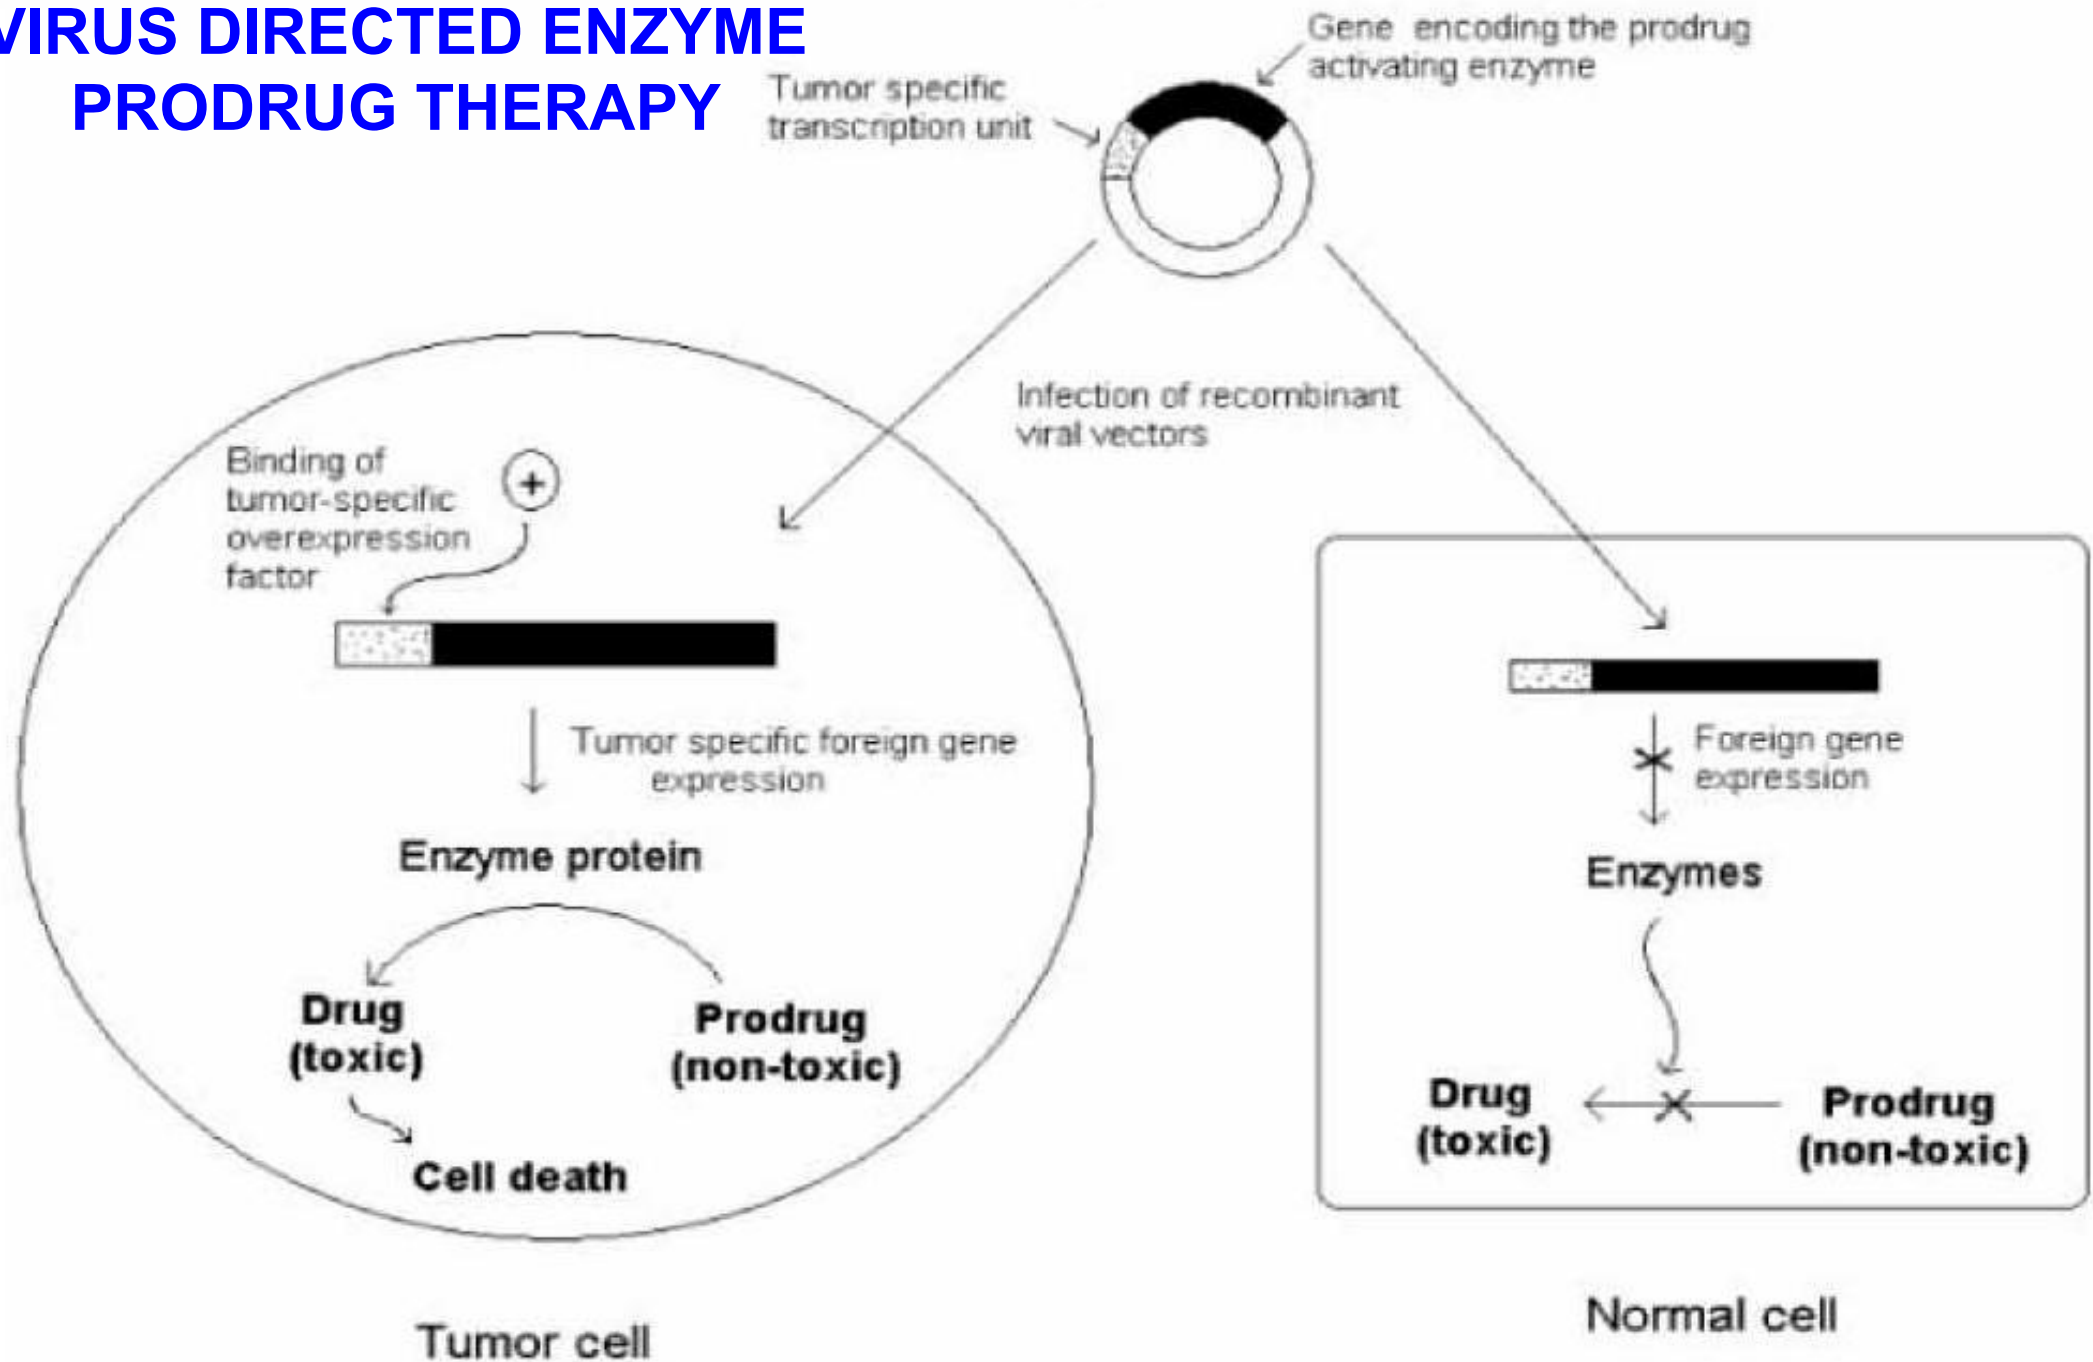 VIRUS DIRECTED ENZYME
PRODRUG THERAPY
Gene encoding the prodrug
activating enzyme
Tumor specific
transcription unit
Infection of recombinant
viral vectors
Binding of
tumor-specific
overexpression
factor
+
Tumor specific foreign gene
expression
Enzyme protein
Drug
(toxic)
Prodrug
(non-toxic)
Cell death
Tumor cell
Foreign gene
expression
Enzymes
Drug
(toxic)
Prodrug
(non-toxic)
Normal cell